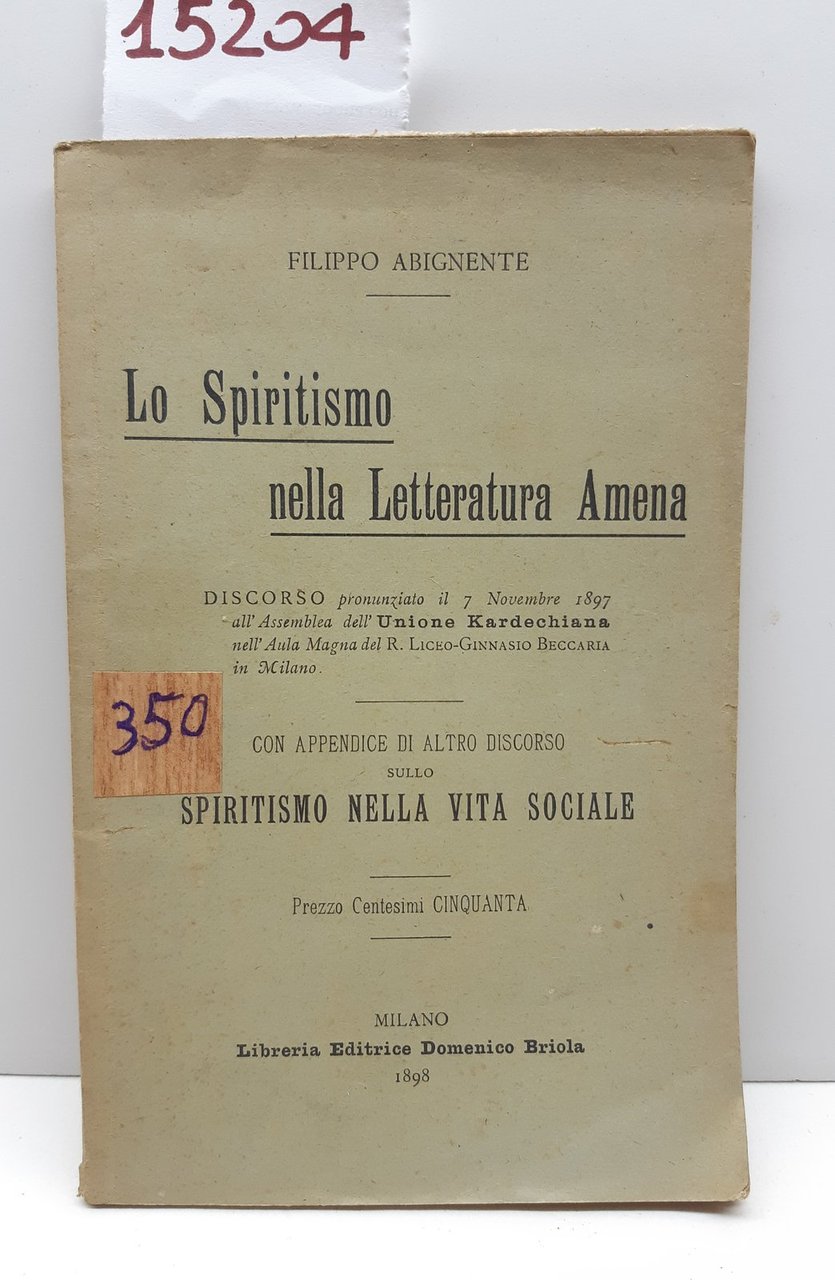 15204
FILIPPO ABIGNENTE
Lo Spiritismo
nella Letteratura Amena
DISCORSO pronunziato il 7 Novembre 1897
all'Assemblea dell'Unione Kardechiana
nell'Aula Magna del R. LICEO-GINNASIO BECCARIA
in Milano.
350
CON APPENDICE DI ALTRO DISCORSO
SULLO
SPIRITISMO NELLA VITA SOCIALE
Prezzo Centesimi CINQUANTA
MILANO
Libreria Editrice Domenico Briola
1898